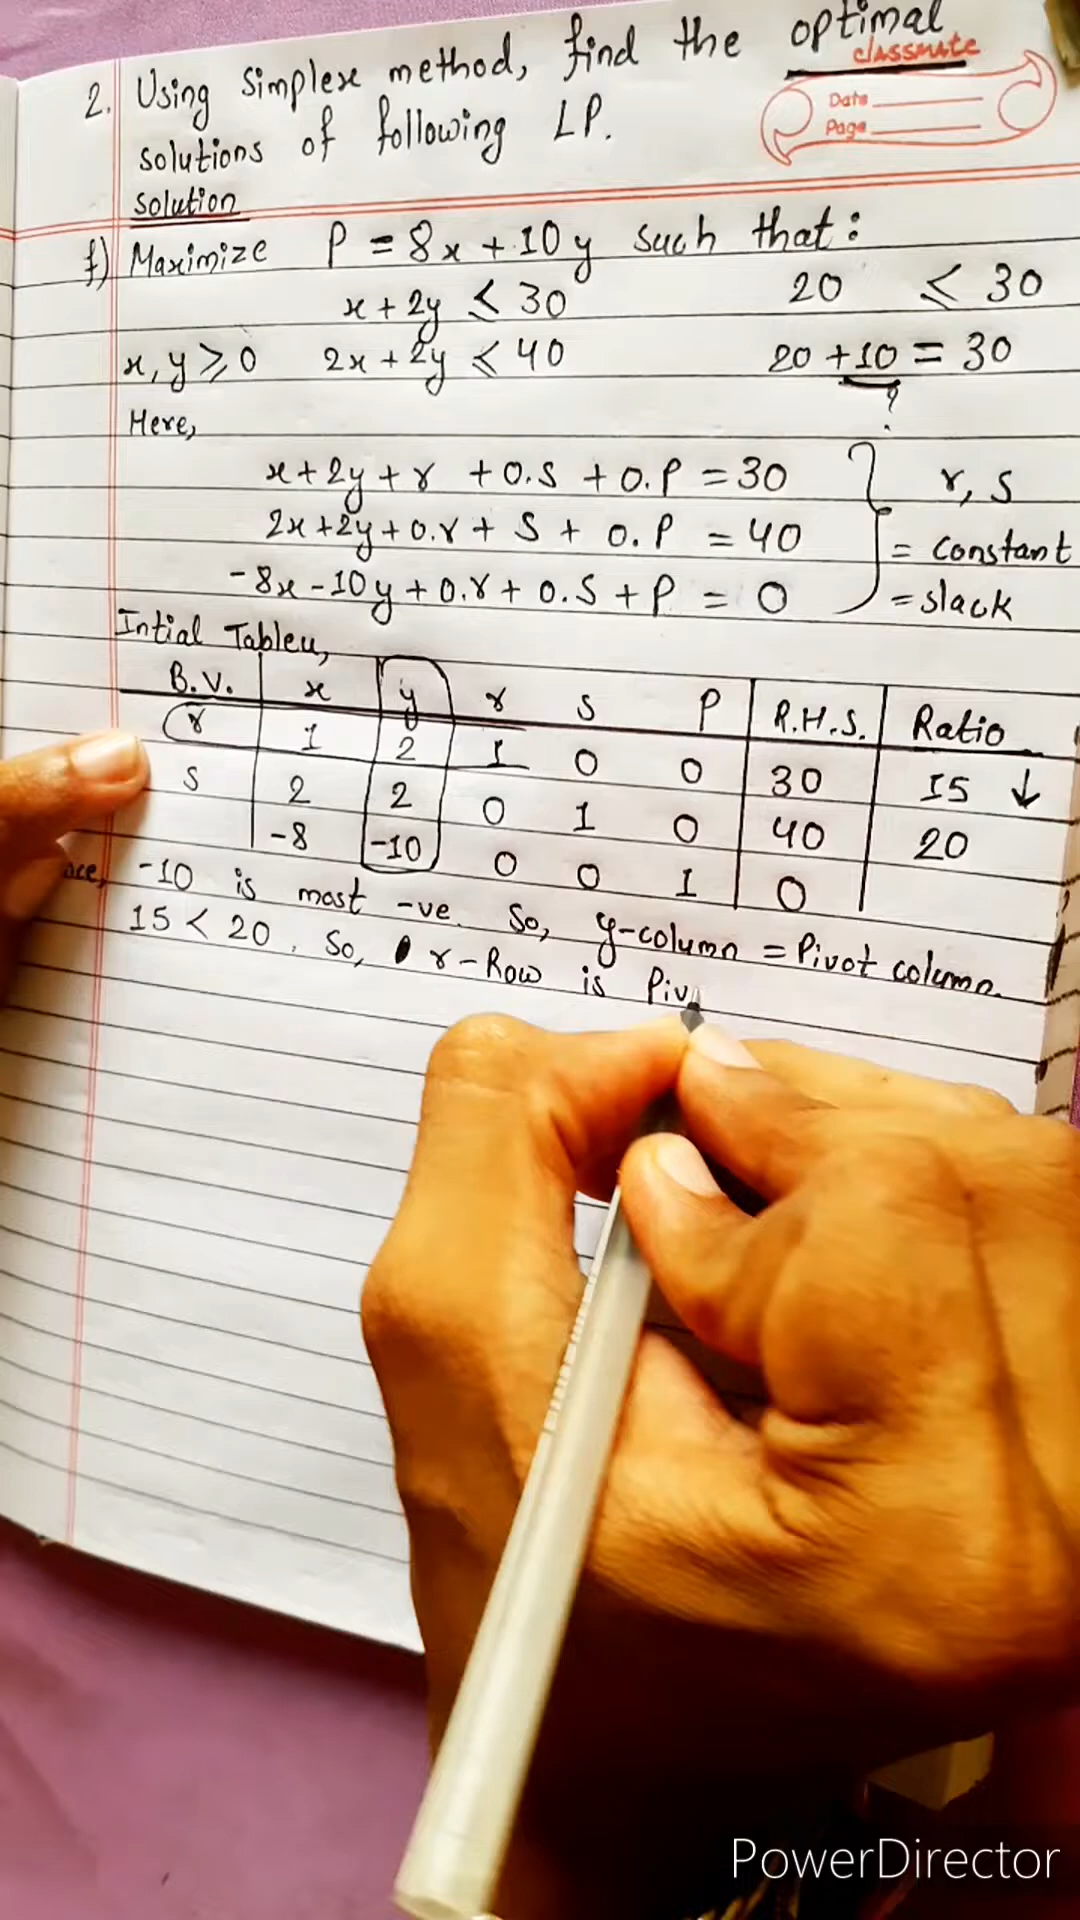 2. Using Simplex method, find the optimal
classmate
Date
Page
solutions of following LP.
solution
f) Maximize P = 8x + 10y such that:
x + 2y ≤ 30 20 ≤ 30
x, y ≥ 0 2x + 2y ≤ 40 20 + 10 = 30
?
Here,
x + 2y + r + 0.S + 0.P = 30 r, s
2x + 2y + 0.r + S + 0.P = 40 = constant
-8x - 10y + 0.r + 0.S + P = 0 = slack
Intial Tableu,
B.V. x y r s P R.H.S. Ratio
r 1 2 1 0 0 30 15 ↓
s 2 2 0 1 0 40 20
-8 -10 0 0 1 0
-10 is most -ve. So, y-column = Pivot column.
15 < 20. So, r-Row is Piv
PowerDirector